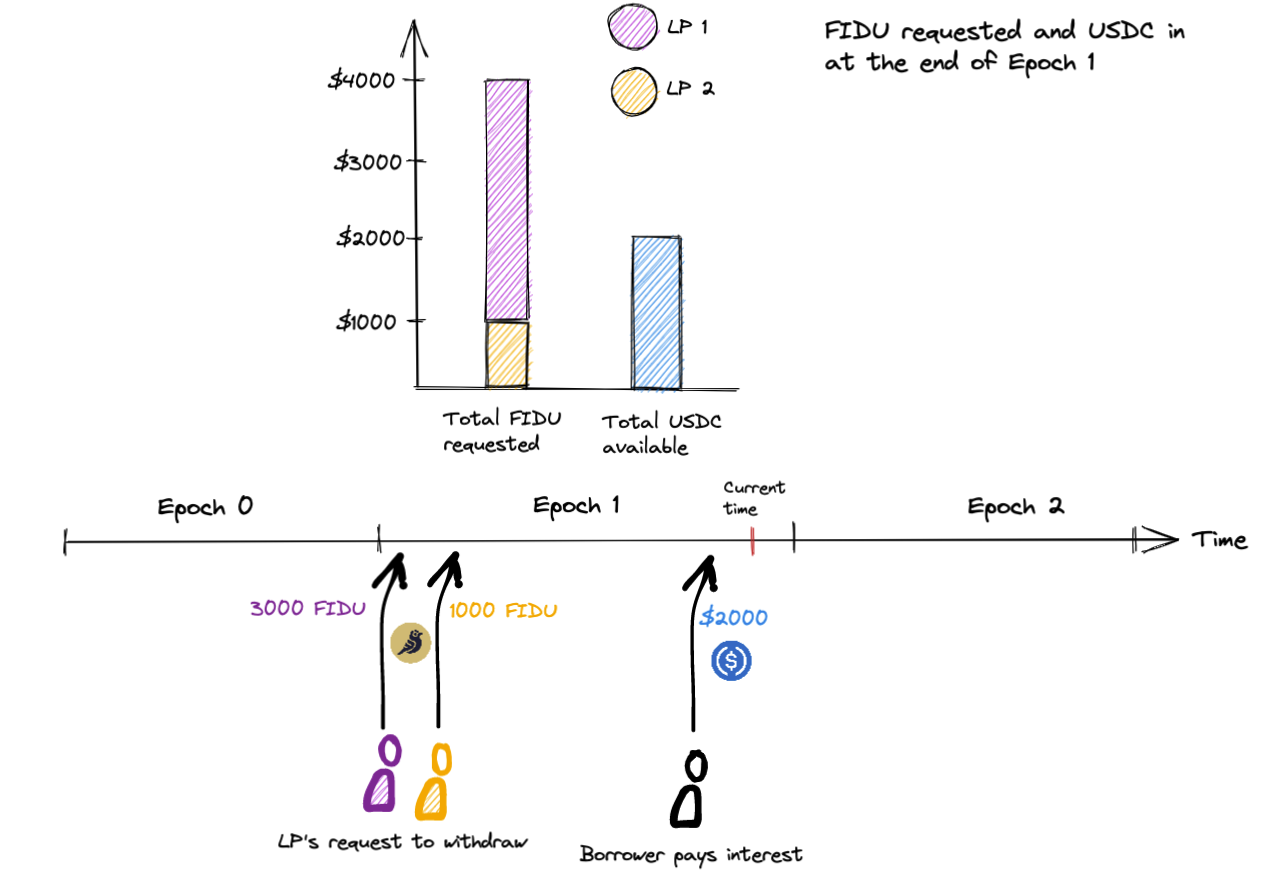 LP 1
LP 2
FIDU requested and USDC in
at the end of Epoch 1
$4000
$3000
$2000
$1000
Total FIDU
requested
Total USDC
available
Epoch 0
Epoch 1
Current
time
Epoch 2
Time
3000 FIDU
1000 FIDU
$2000
$
LP's request to withdraw
Borrower pays interest